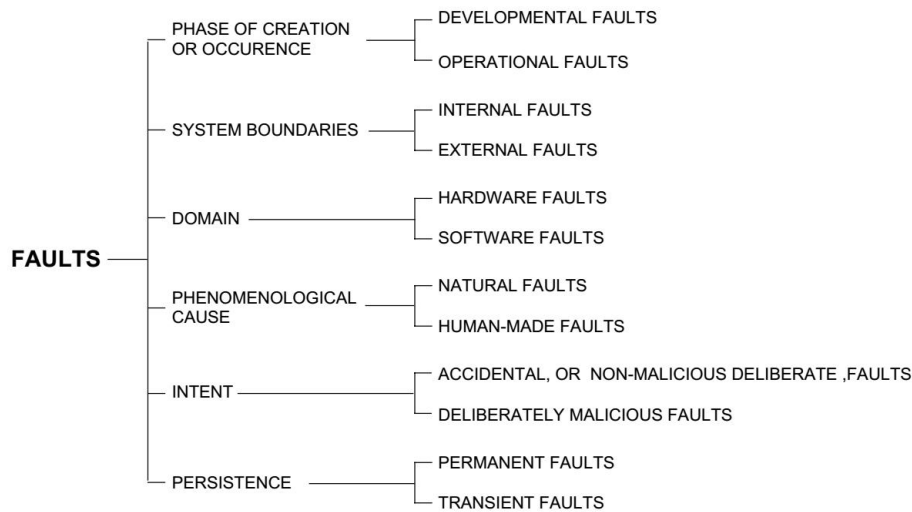 FAULTS
PHASE OF CREATION
OR OCCURENCE
DEVELOPMENTAL FAULTS
OPERATIONAL FAULTS
SYSTEM BOUNDARIES
INTERNAL FAULTS
EXTERNAL FAULTS
DOMAIN
HARDWARE FAULTS
SOFTWARE FAULTS
PHENOMENOLOGICAL
CAUSE
NATURAL FAULTS
HUMAN-MADE FAULTS
INTENT
ACCIDENTAL, OR NON-MALICIOUS DELIBERATE ,FAULTS
DELIBERATELY MALICIOUS FAULTS
PERSISTENCE
PERMANENT FAULTS
TRANSIENT FAULTS